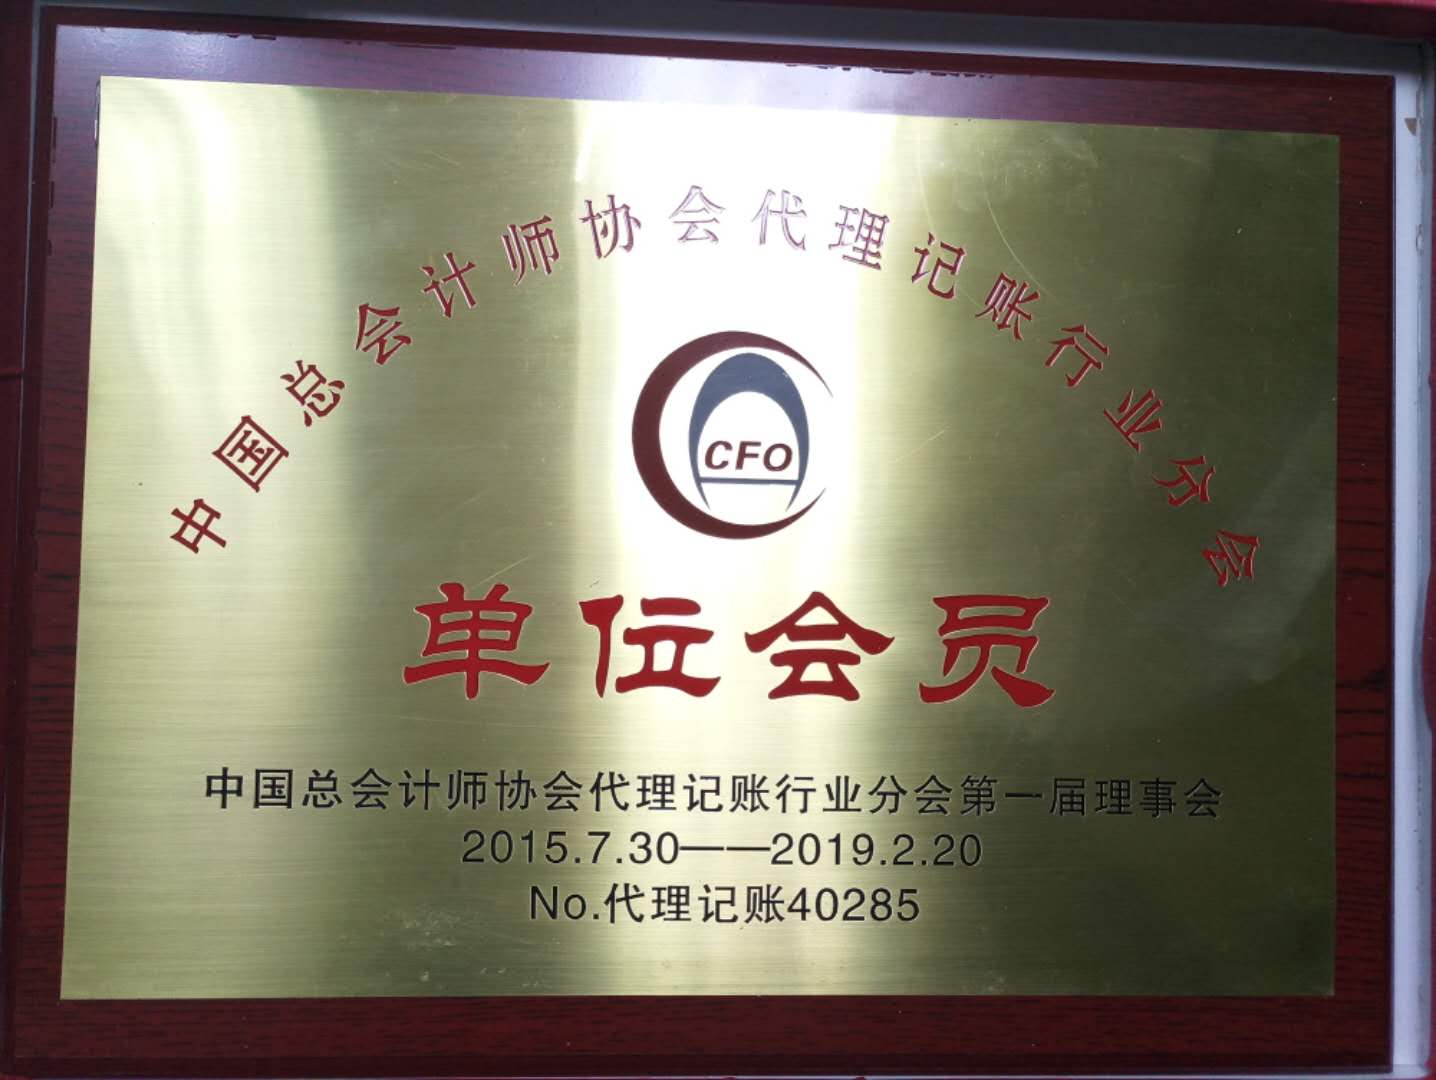 中国总会计师协会代理记账行业分会
CFO
单位会员
中国总会计师协会代理记账行业分会第一届理事会
2015.7.30——2019.2.20
No.代理记账40285